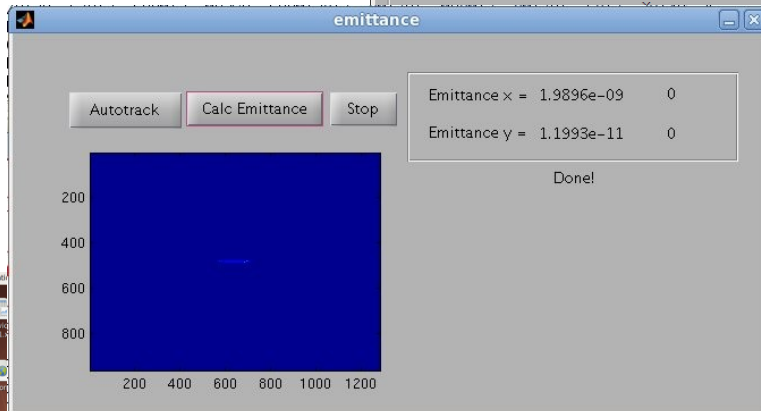 emittance
Autotrack
Calc Emittance
Stop
Emittance x = 1.9896e-09 0
Emittance y = 1.1993e-11 0
Done!
200
400
600
800
200 400 600 800 1000 1200